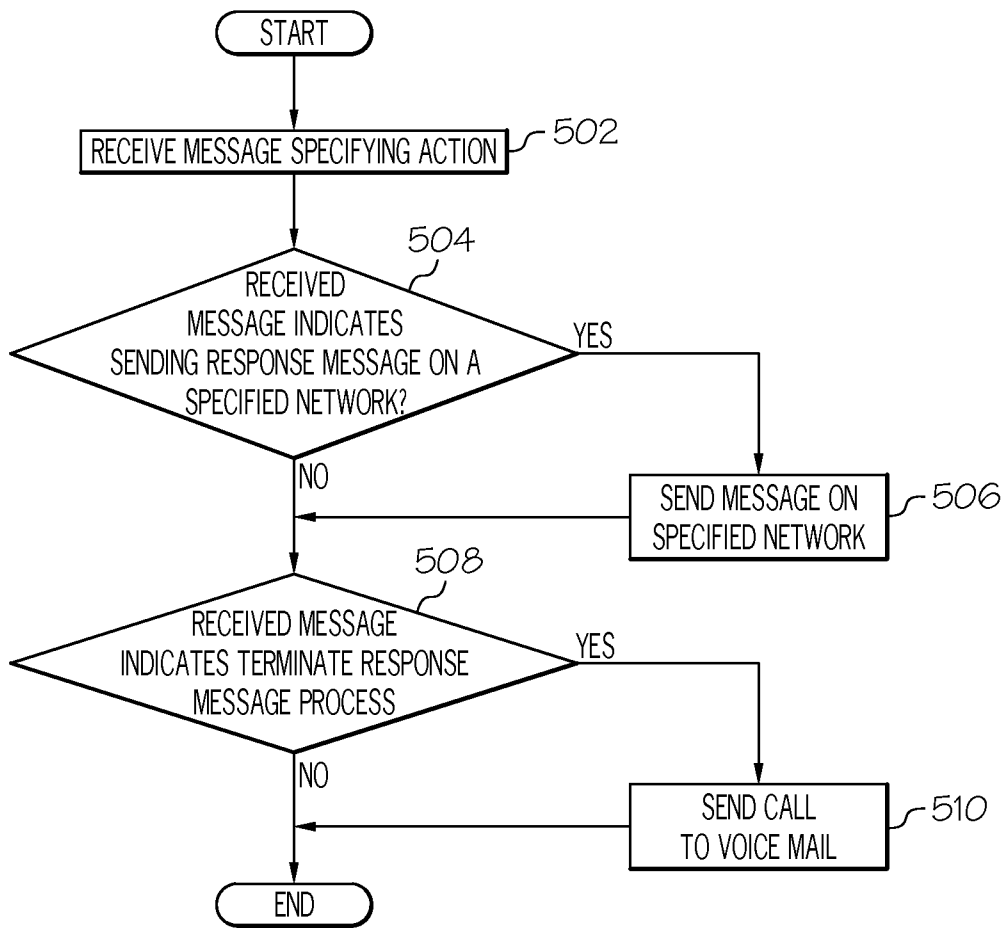 START
RECEIVE MESSAGE SPECIFYING ACTION
502
504
RECEIVED
MESSAGE INDICATES
SENDING RESPONSE MESSAGE ON A
SPECIFIED NETWORK?
YES
NO
SEND MESSAGE ON
SPECIFIED NETWORK
506
508
RECEIVED MESSAGE
INDICATES TERMINATE RESPONSE
MESSAGE PROCESS
YES
NO
SEND CALL
TO VOICE MAIL
510
END